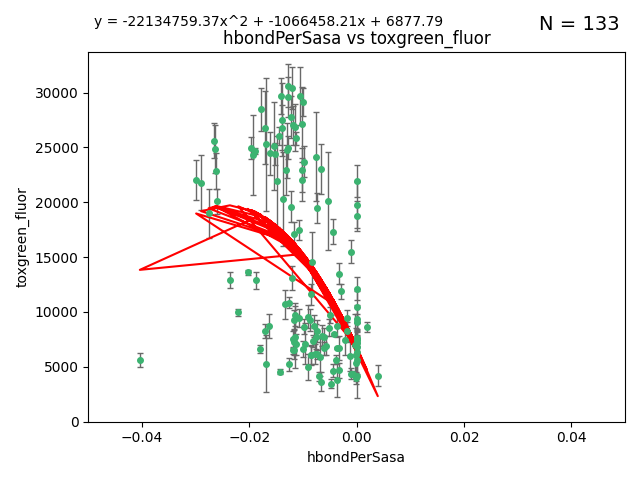 y = -22134759.37x^2 + -1066458.21x + 6877.79
N = 133
hbondPerSasa vs toxgreen_fluor
30000
25000
20000
15000
10000
5000
0
toxgreen_fluor
−0.04
−0.02
0.00
0.02
0.04
hbondPerSasa